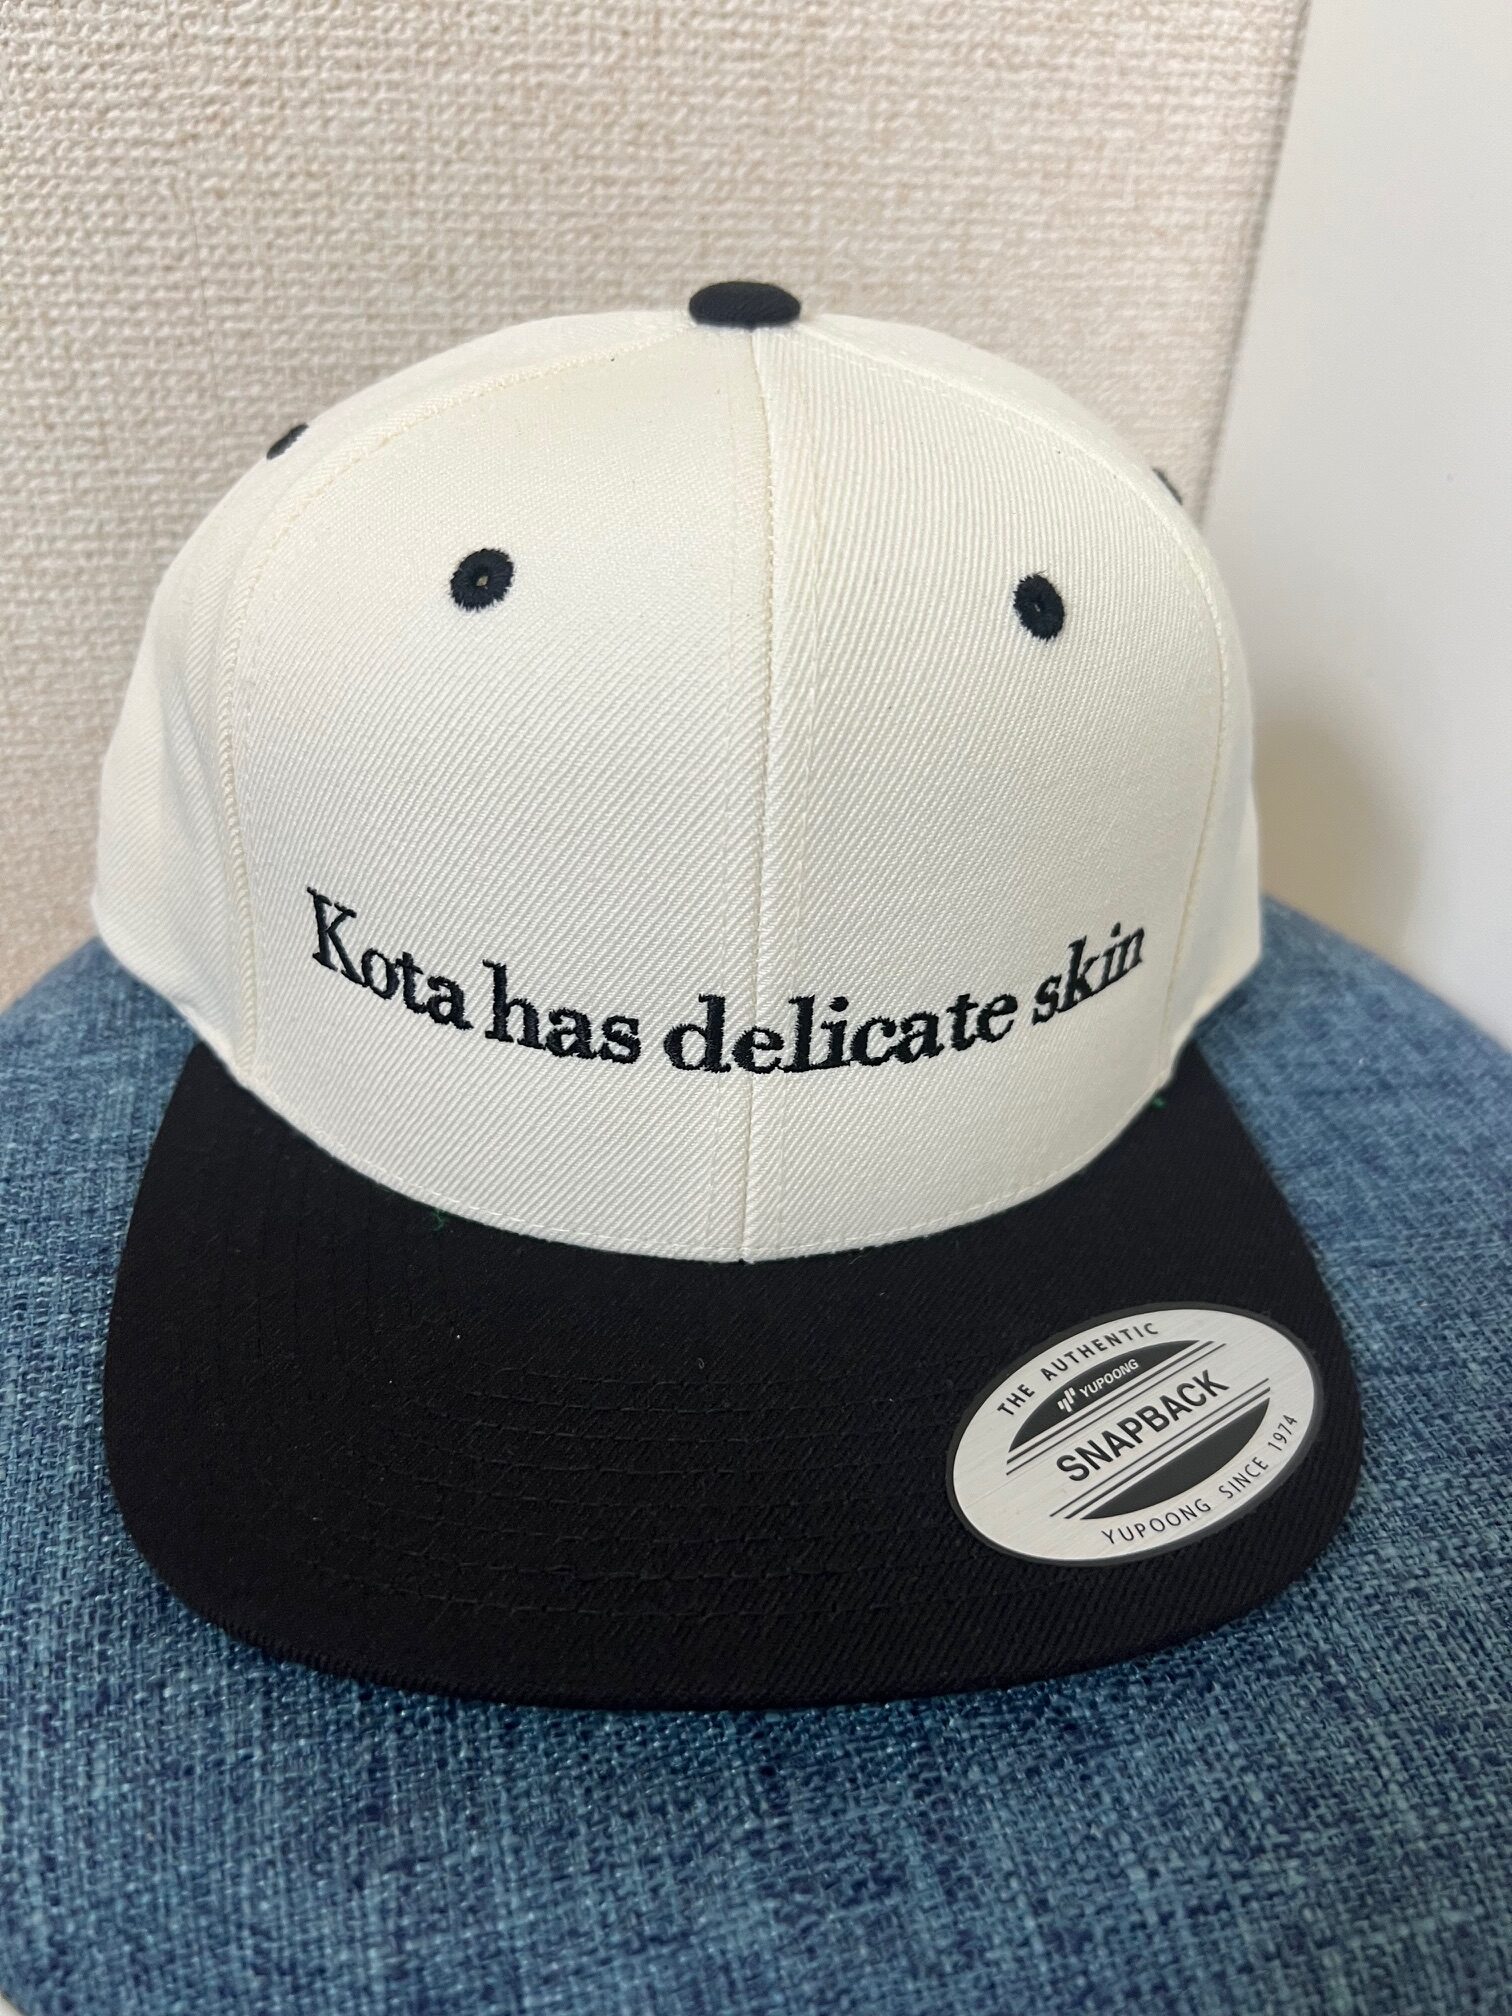 Kota has delicate skin
THE AUTHENTIC
YUPOONG
SNAPBACK
YUPOONG SINCE 1974